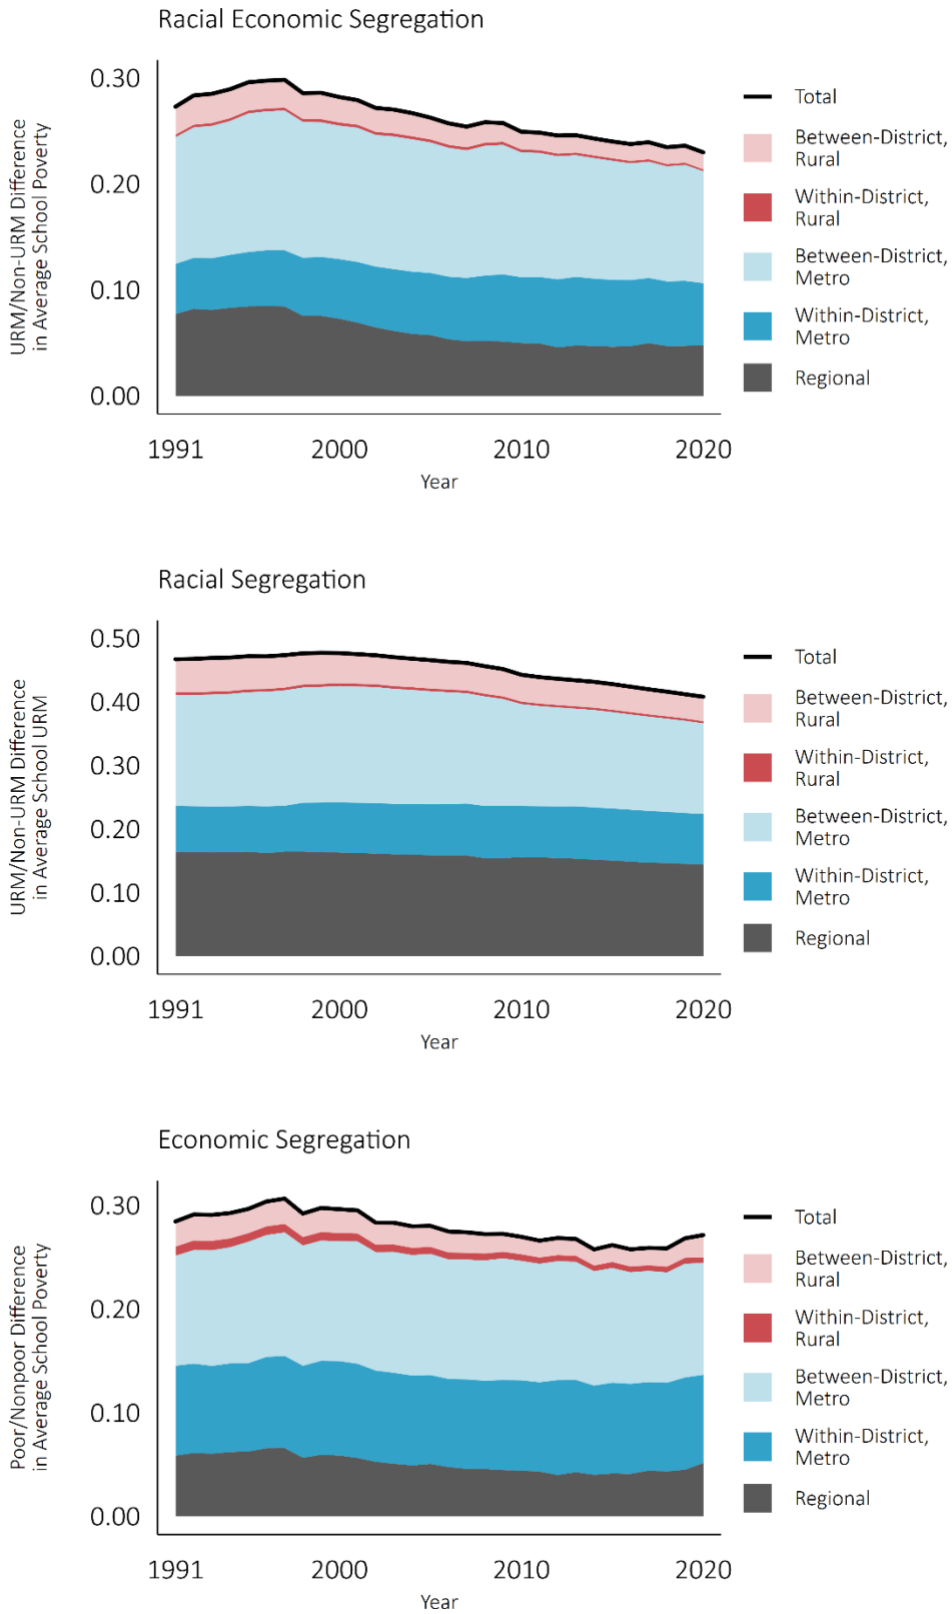 Racial Economic Segregation
URM/Non-URM Difference
in Average School Poverty
0.30
0.20
0.10
0.00
1991
2000
2010
2020
Year
Total
Between-District,
Rural
Within-District,
Rural
Between-District,
Metro
Within-District,
Metro
Regional
Racial Segregation
URM/Non-URM Difference
in Average School URM
0.50
0.40
0.30
0.20
0.10
0.00
1991
2000
2010
2020
Year
Total
Between-District,
Rural
Within-District,
Rural
Between-District,
Metro
Within-District,
Metro
Regional
Economic Segregation
Poor/Nonpoor Difference
in Average School Poverty
0.30
0.20
0.10
0.00
1991
2000
2010
2020
Year
Total
Between-District,
Rural
Within-District,
Rural
Between-District,
Metro
Within-District,
Metro
Regional